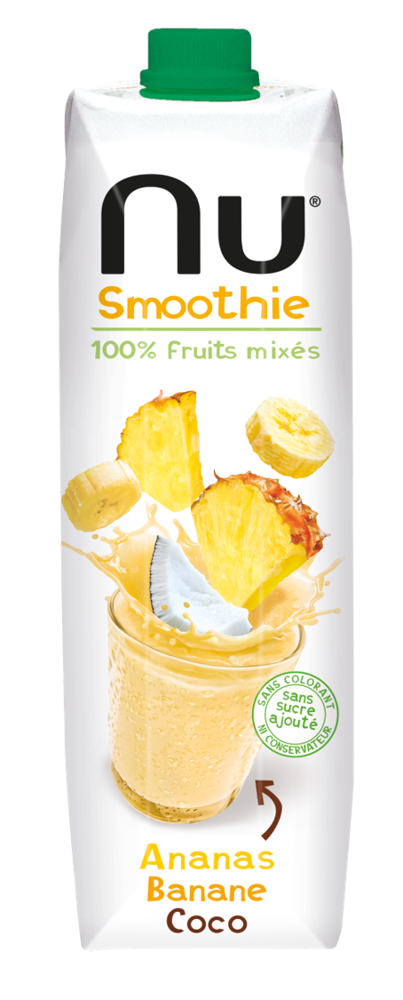 nu®
Smoothie
100% fruits mixés
SANS COLORANT
sans
sucre
ajouté
NI CONSERVATEUR
Ananas
Banane
Coco